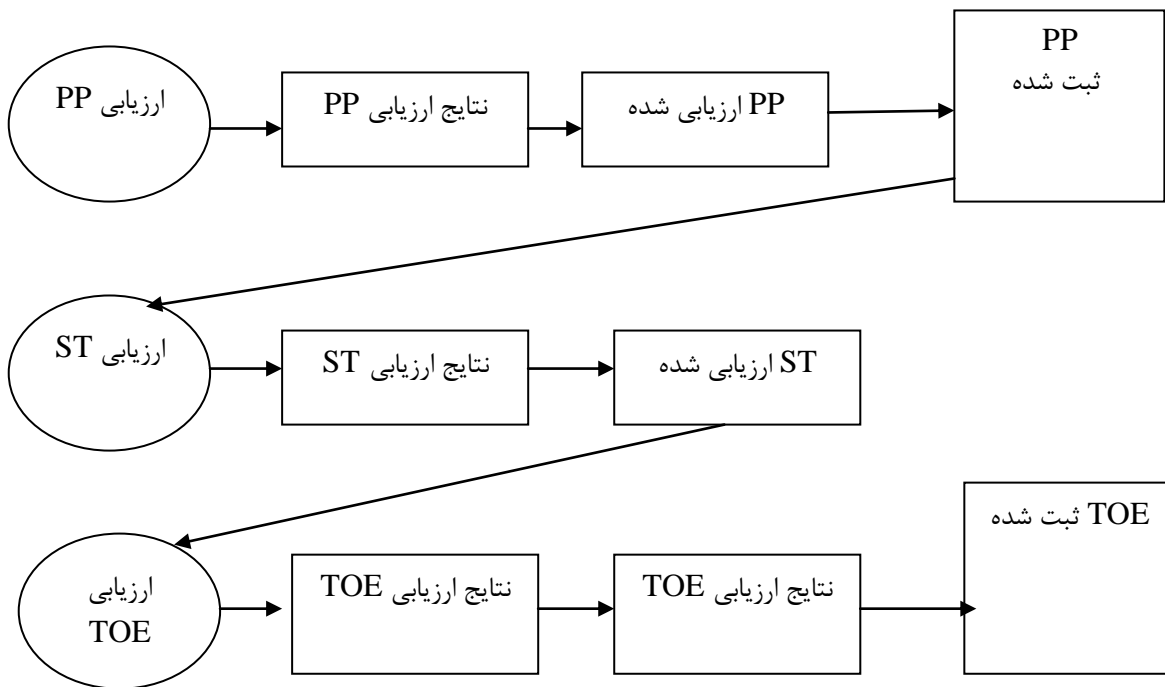 ارزیابی PP
نتایج ارزیابی PP
PP ارزیابی شده
PP
ثبت شده
ارزیابی ST
نتایج ارزیابی ST
ST ارزیابی شده
ارزیابی
TOE
نتایج ارزیابی TOE
نتایج ارزیابی TOE
TOE ثبت شده